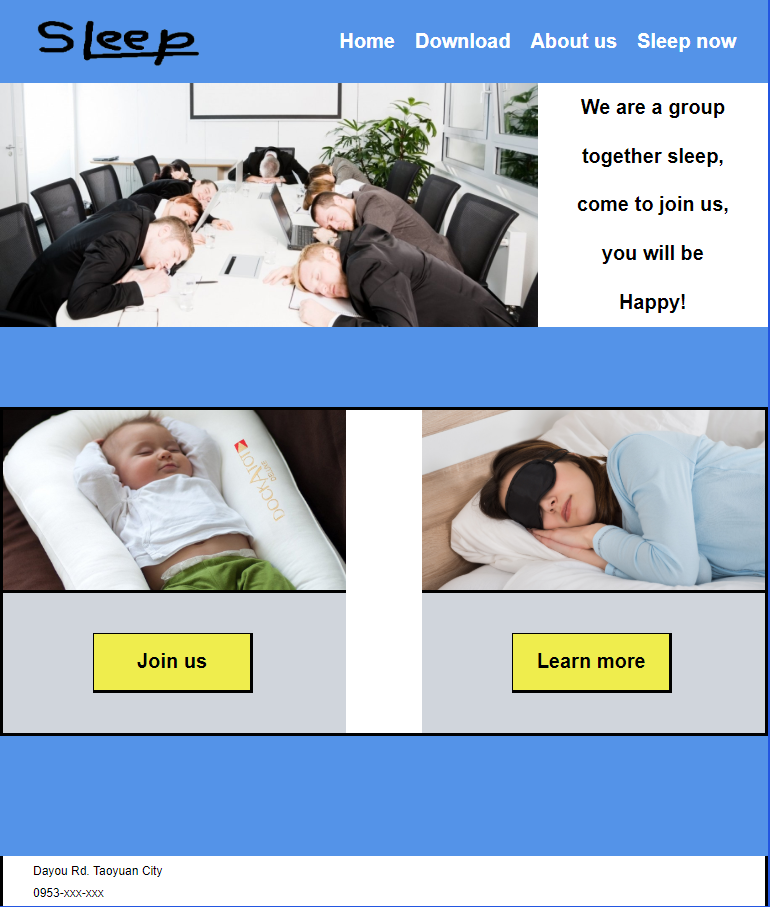 Sleep
Home Download About us Sleep now
We are a group
together sleep,
come to join us,
you will be
Happy!
DOCKATOT
DELUXE
Join us
Learn more
Dayou Rd. Taoyuan City
0953-xxx-xxx